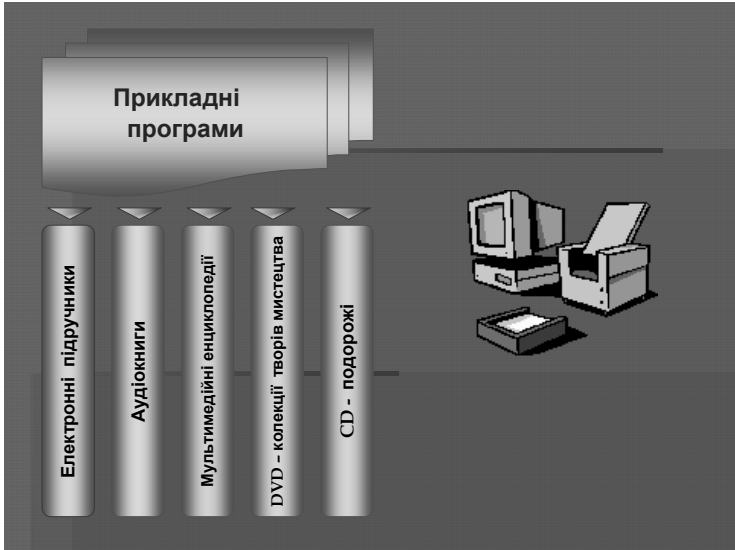 Прикладні
програми
Електронні підручники
Аудіокниги
Мультимедійні енциклопедії
DVD – колекції творів мистецтва
CD – подорожі